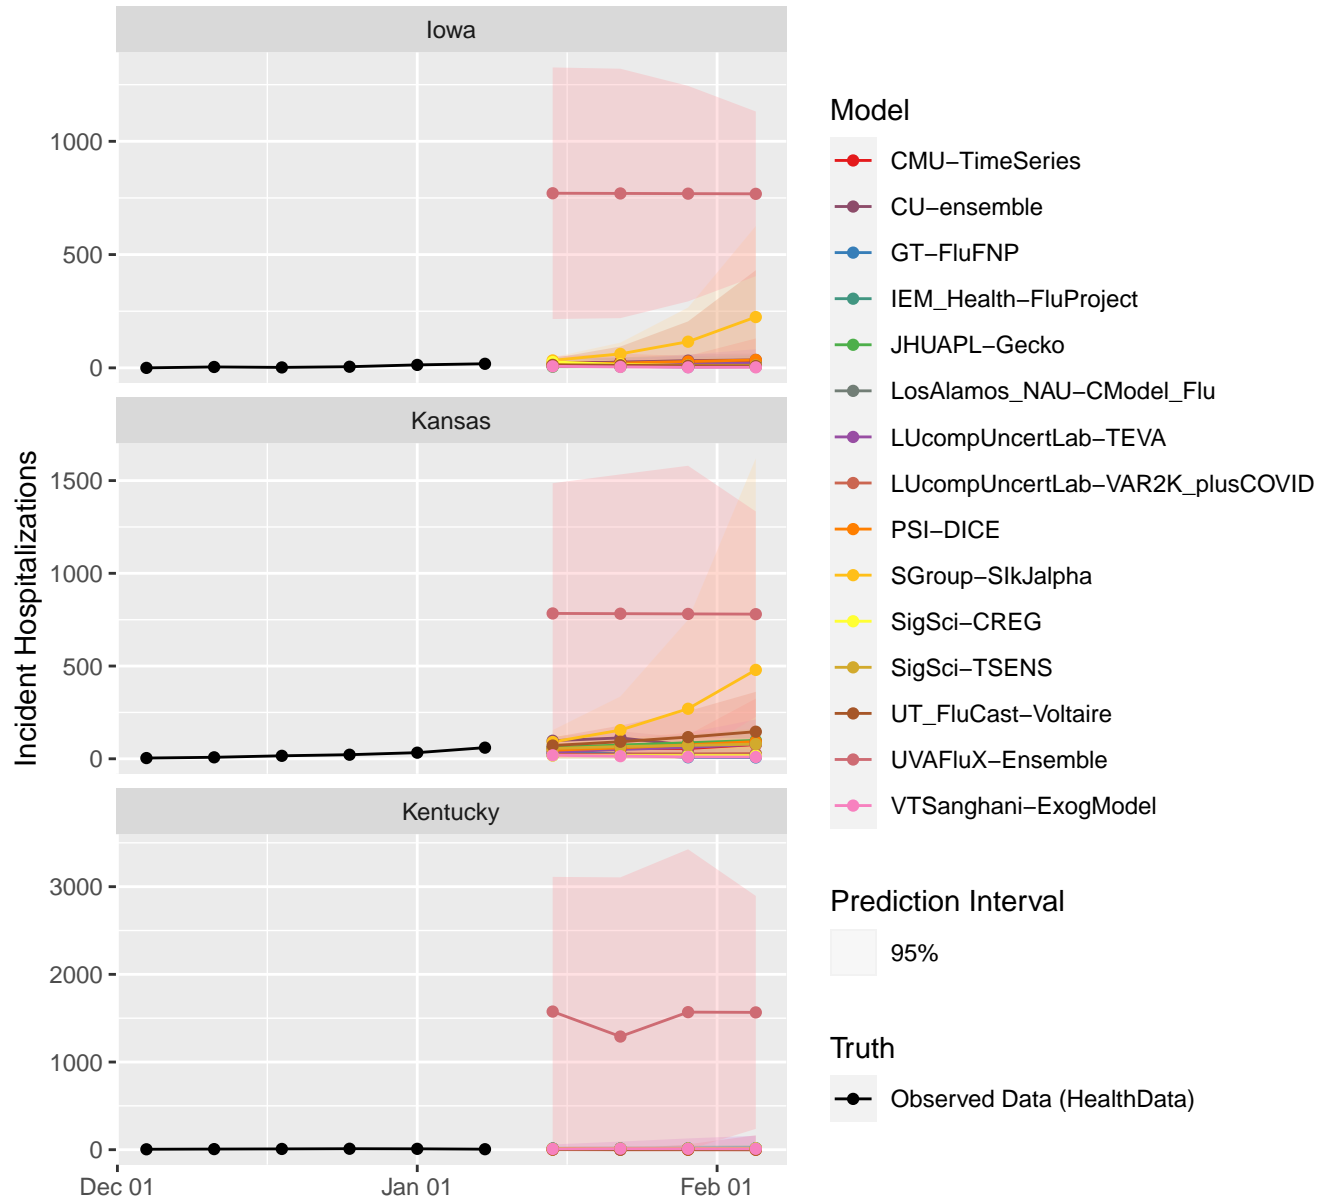 Iowa
1000
500
0
Kansas
1500
1000
500
0
Kentucky
3000
2000
1000
0
Dec 01
Jan 01
Feb 01
Incident Hospitalizations
Model
CMU−TimeSeries
CU−ensemble
GT−FluFNP
IEM_Health−FluProject
JHUAPL−Gecko
LosAlamos_NAU−CModel_Flu
LUcompUncertLab−TEVA
LUcompUncertLab−VAR2K_plusCOVID
PSI−DICE
SGroup−SIkJalpha
SigSci−CREG
SigSci−TSENS
UT_FluCast−Voltaire
UVAFluX−Ensemble
VTSanghani−ExogModel
Prediction Interval
95%
Truth
Observed Data (HealthData)